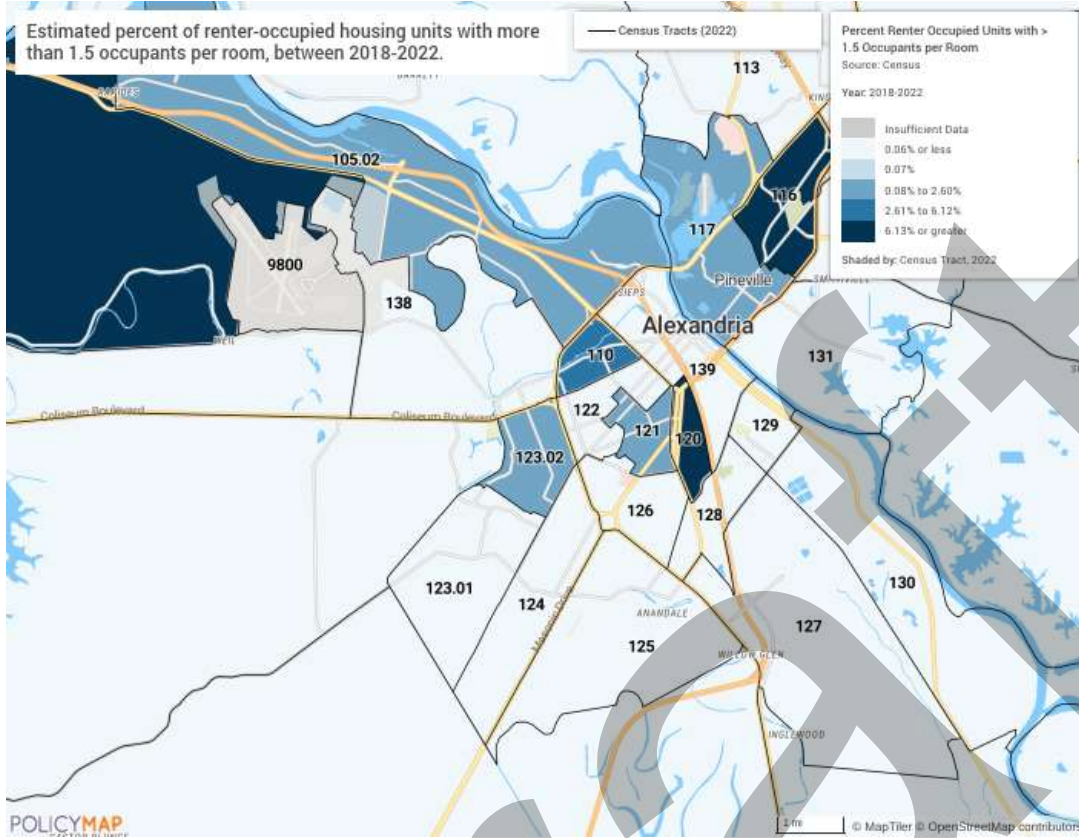 Estimated percent of renter-occupied housing units with more
than 1.5 occupants per room, between 2018-2022.
Census Tracts (2022)
Percent Renter Occupied Units with >
1.5 Occupants per Room
Source: Census
Year: 2018-2022
Insufficient Data
0.06% or less
0.07%
0.08% to 2.60%
2.61% to 6.12%
6.13% or greater
Shaded by: Census Tract, 2022
113
RAPIDES
105.02
116
117
9800
Pineville
138
Alexandria
WEIL
110
131
139
Coliseum Boulevard
Coliseum Boulevard
122
121
120
129
123.02
126
128
130
123.01
124
ANANDALE
127
125
WILLOW GLEN
INGLEWOOD
POLICYMAP
1 mi
© MapTiler © OpenStreetMap contributors